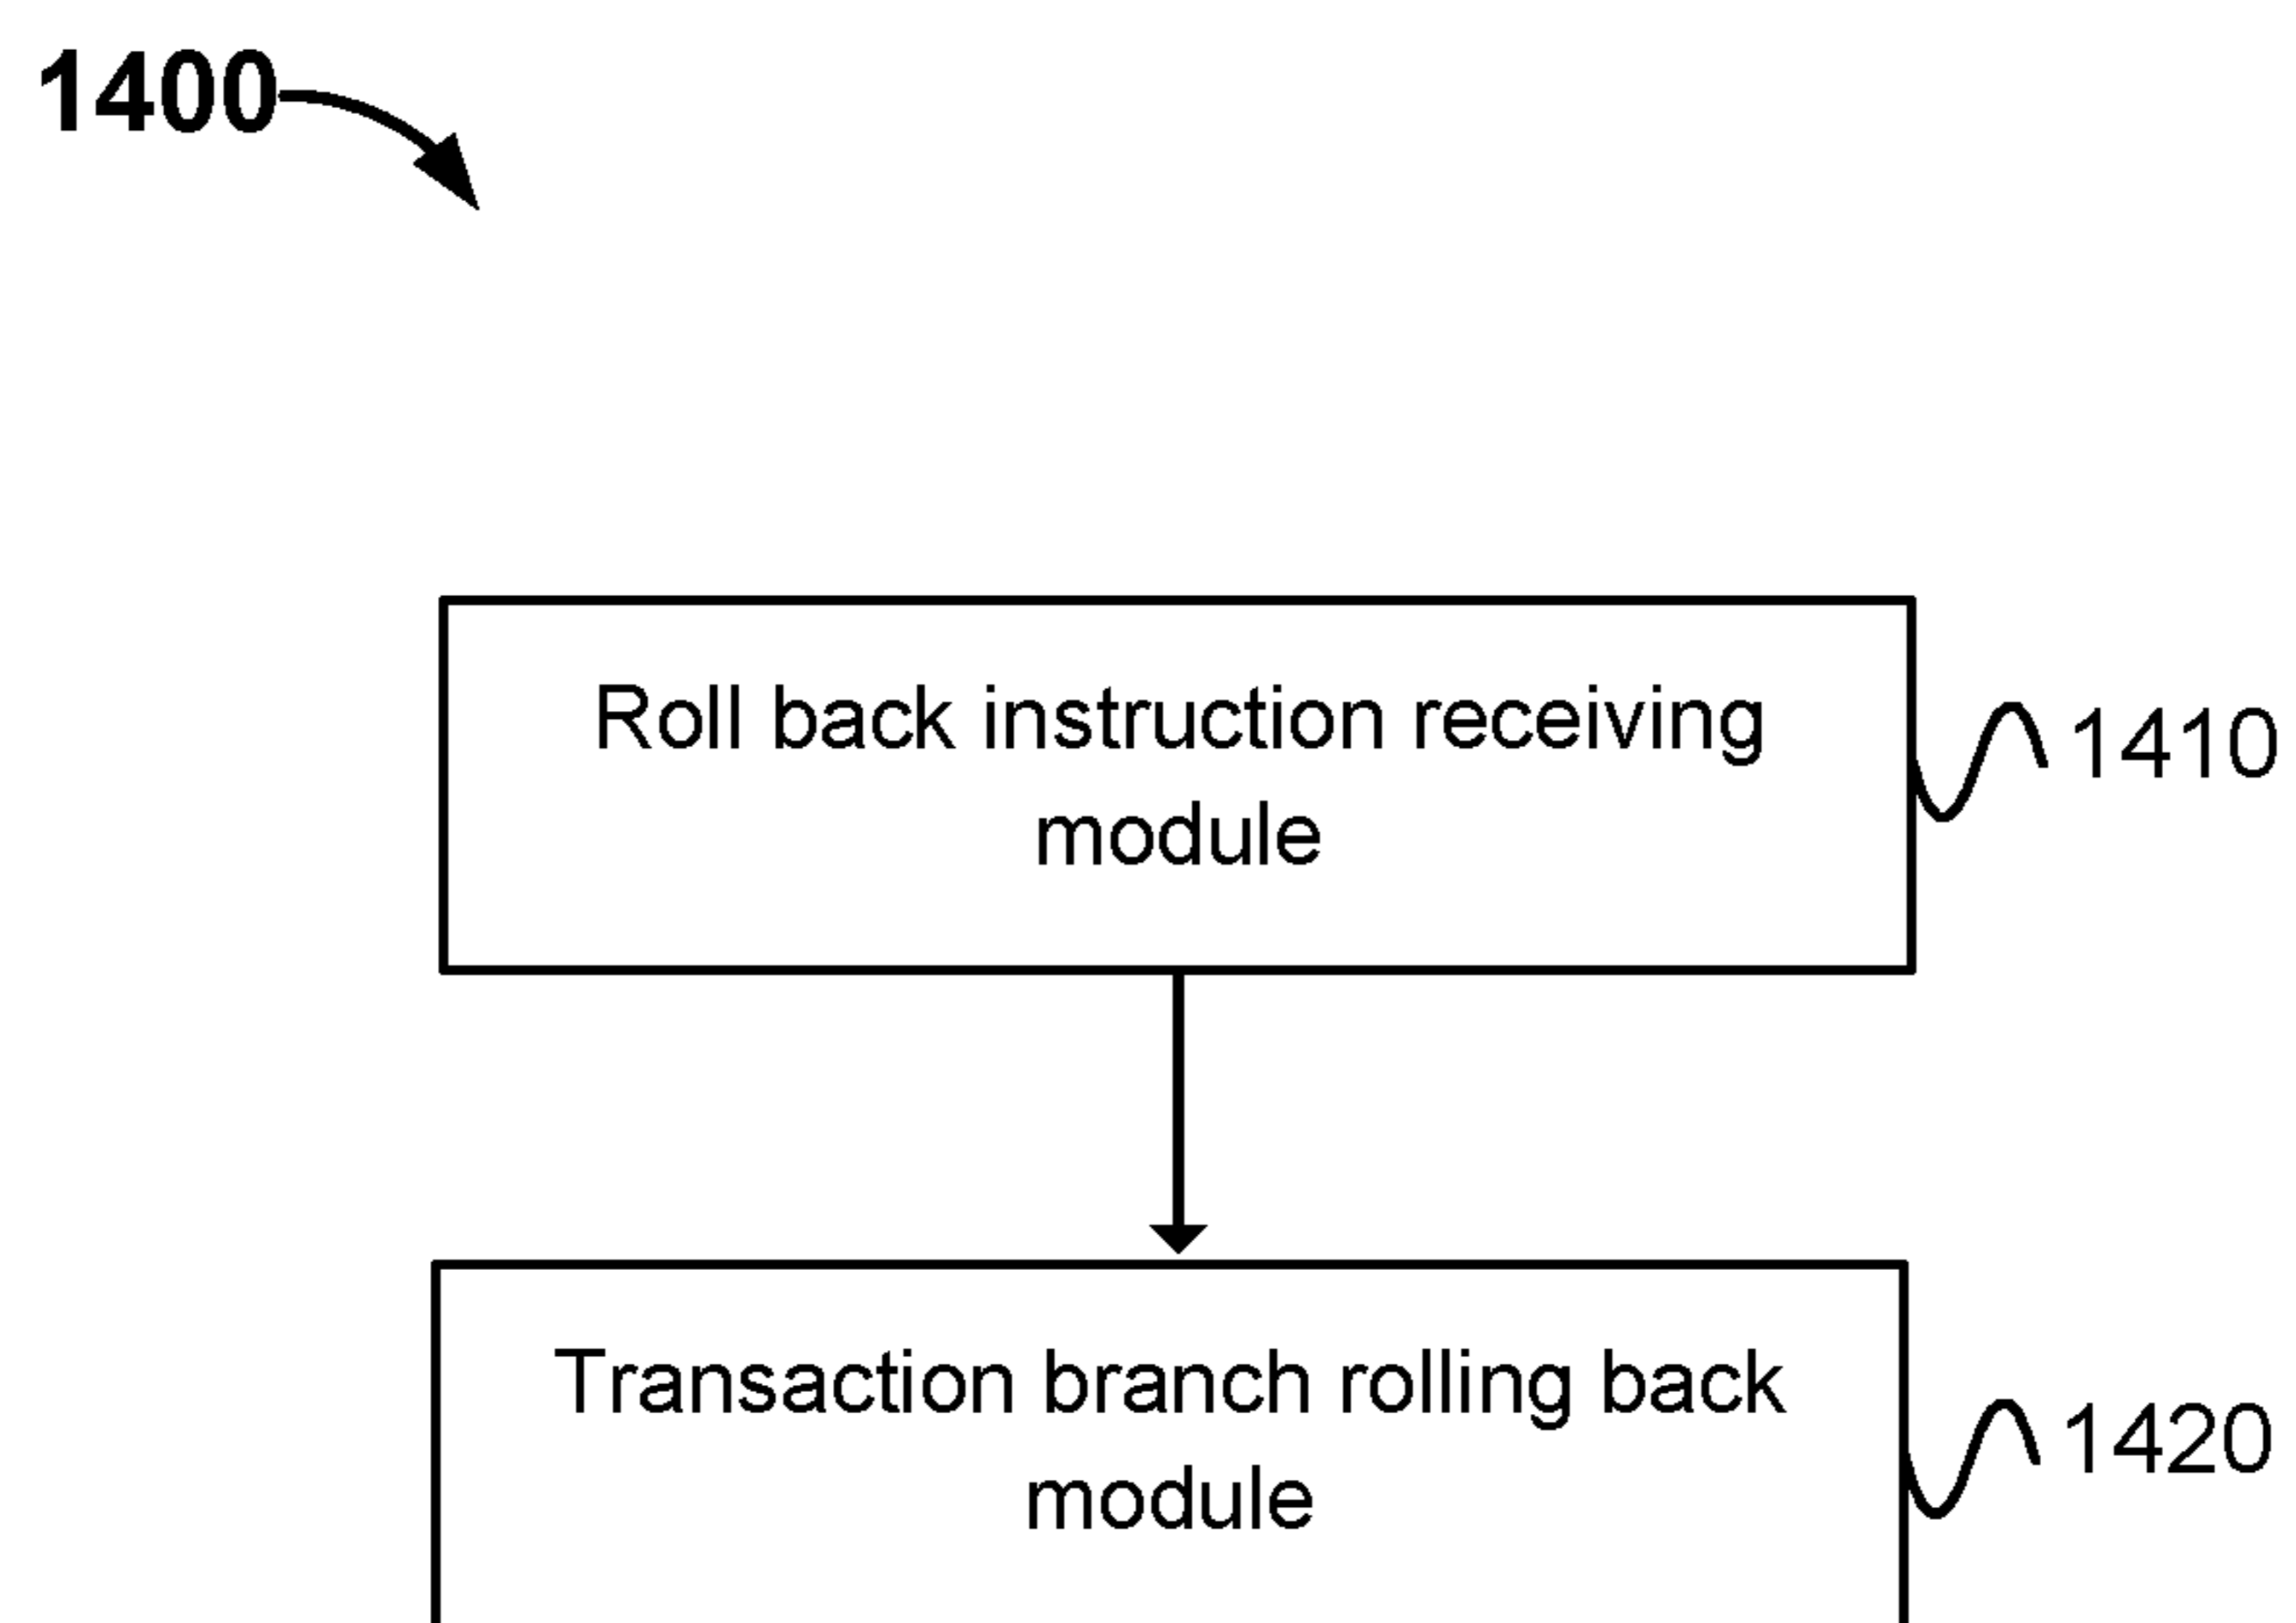 1400
Roll back instruction receiving
module
1410
Transaction branch rolling back
module
1420